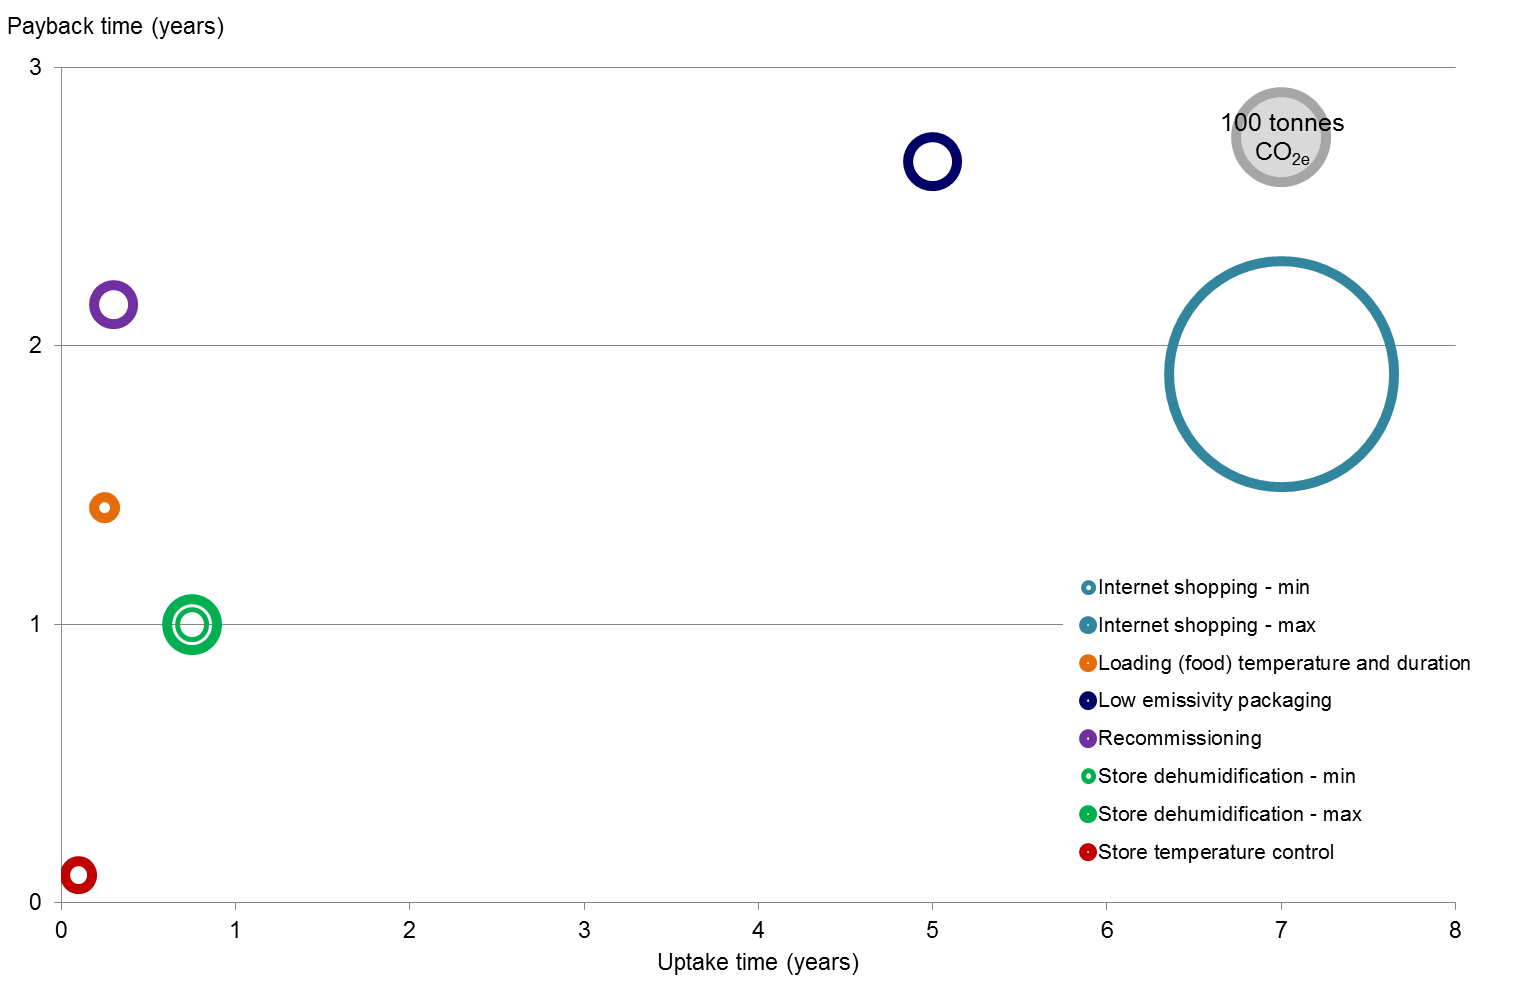 Payback time (years)
3
100 tonnes
CO2e
2
Internet shopping - min
1
Internet shopping - max
Loading (food) temperature and duration
Low emissivity packaging
Recommissioning
Store dehumidification - min
Store dehumidification - max
Store temperature control
0
0 1 2 3 4 5 6 7 8
Uptake time (years)